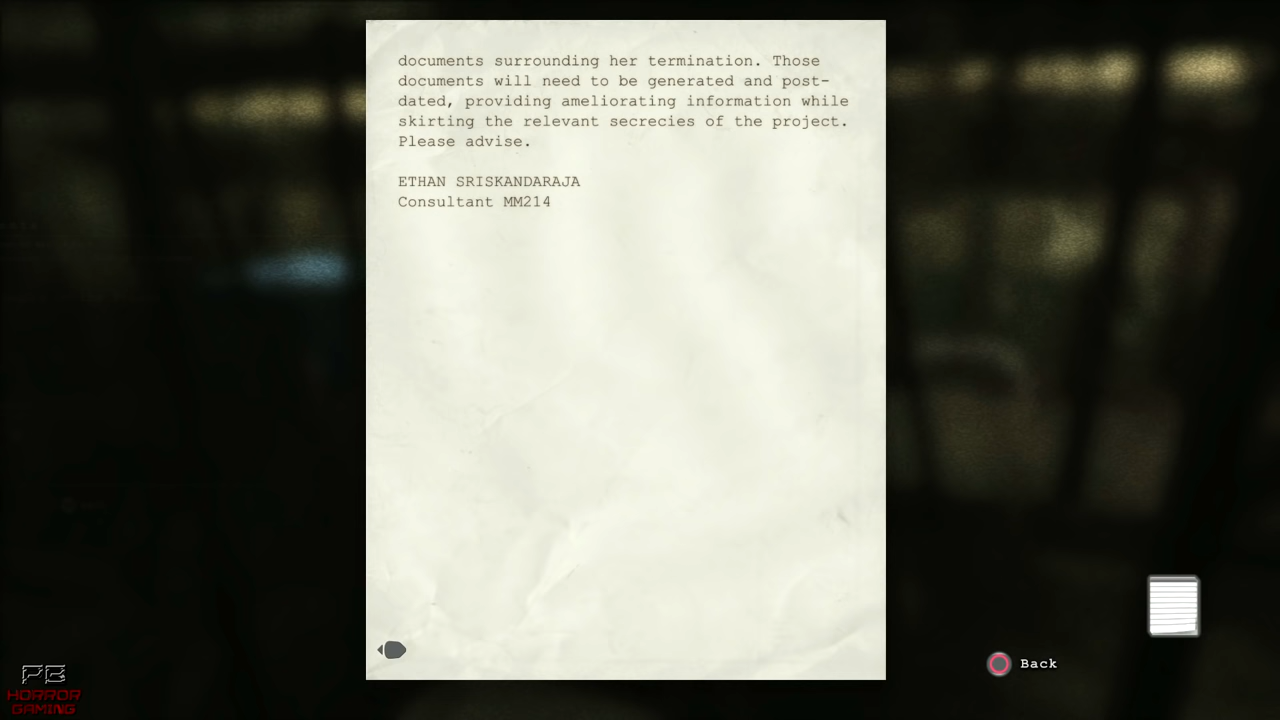 documents surrounding her termination. Those
documents will need to be generated and post-
dated, providing ameliorating information while
skirting the relevant secrecies of the project.
Please advise.
ETHAN SRISKANDARAJA
Consultant MM214
Back
PB
HORROR
GAMING